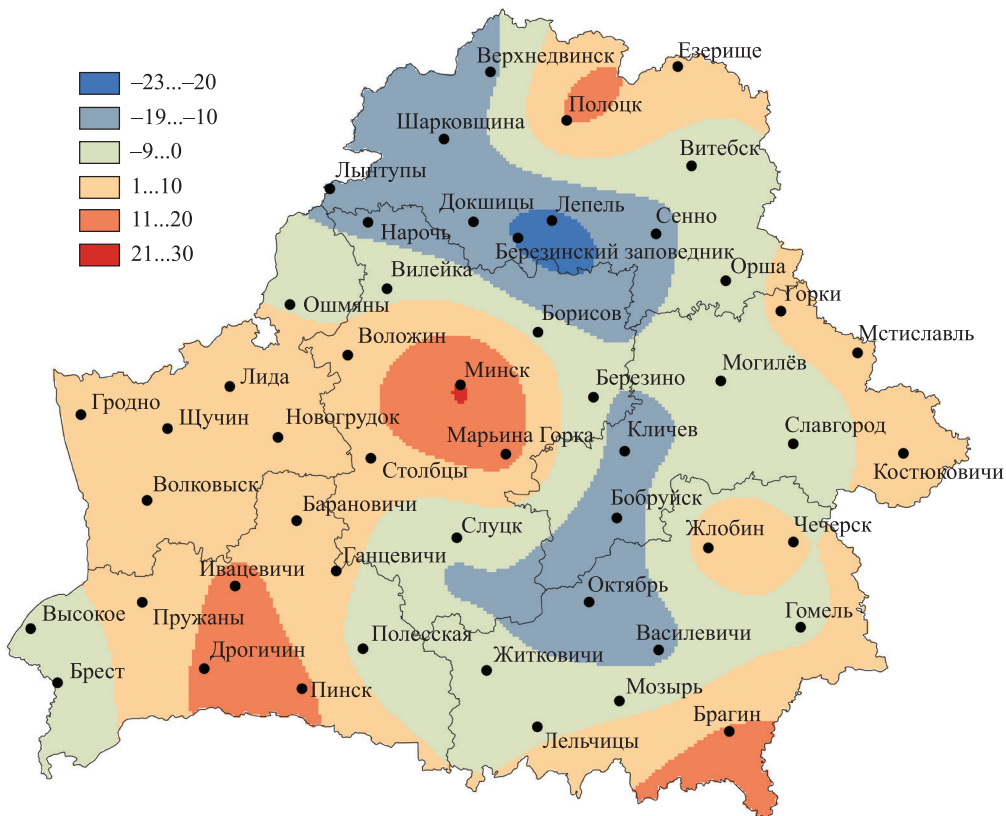 –23...–20
–19...–10
–9...0
1...10
11...20
21...30
Верхнедвинск
Езерище
Полоцк
Шарковщина
Витебск
Лынтупы
Докшицы
Лепель
Сенно
Нарочь
Березинский заповедник
Вилейка
Орша
Ошмяны
Горки
Борисов
Мстиславль
Воложин
Минск
Березино
Могилёв
Лида
Гродно
Щучин
Новогрудок
Марьина Горка
Кличев
Славгород
Столбцы
Костюковичи
Волковыск
Барановичи
Бобруйск
Слуцк
Жлобин
Чечерск
Ганцевичи
Ивацевичи
Октябрь
Высокое
Пружаны
Гомель
Полесская
Василевичи
Дрогичин
Житковичи
Брест
Пинск
Мозырь
Брагин
Лельчицы